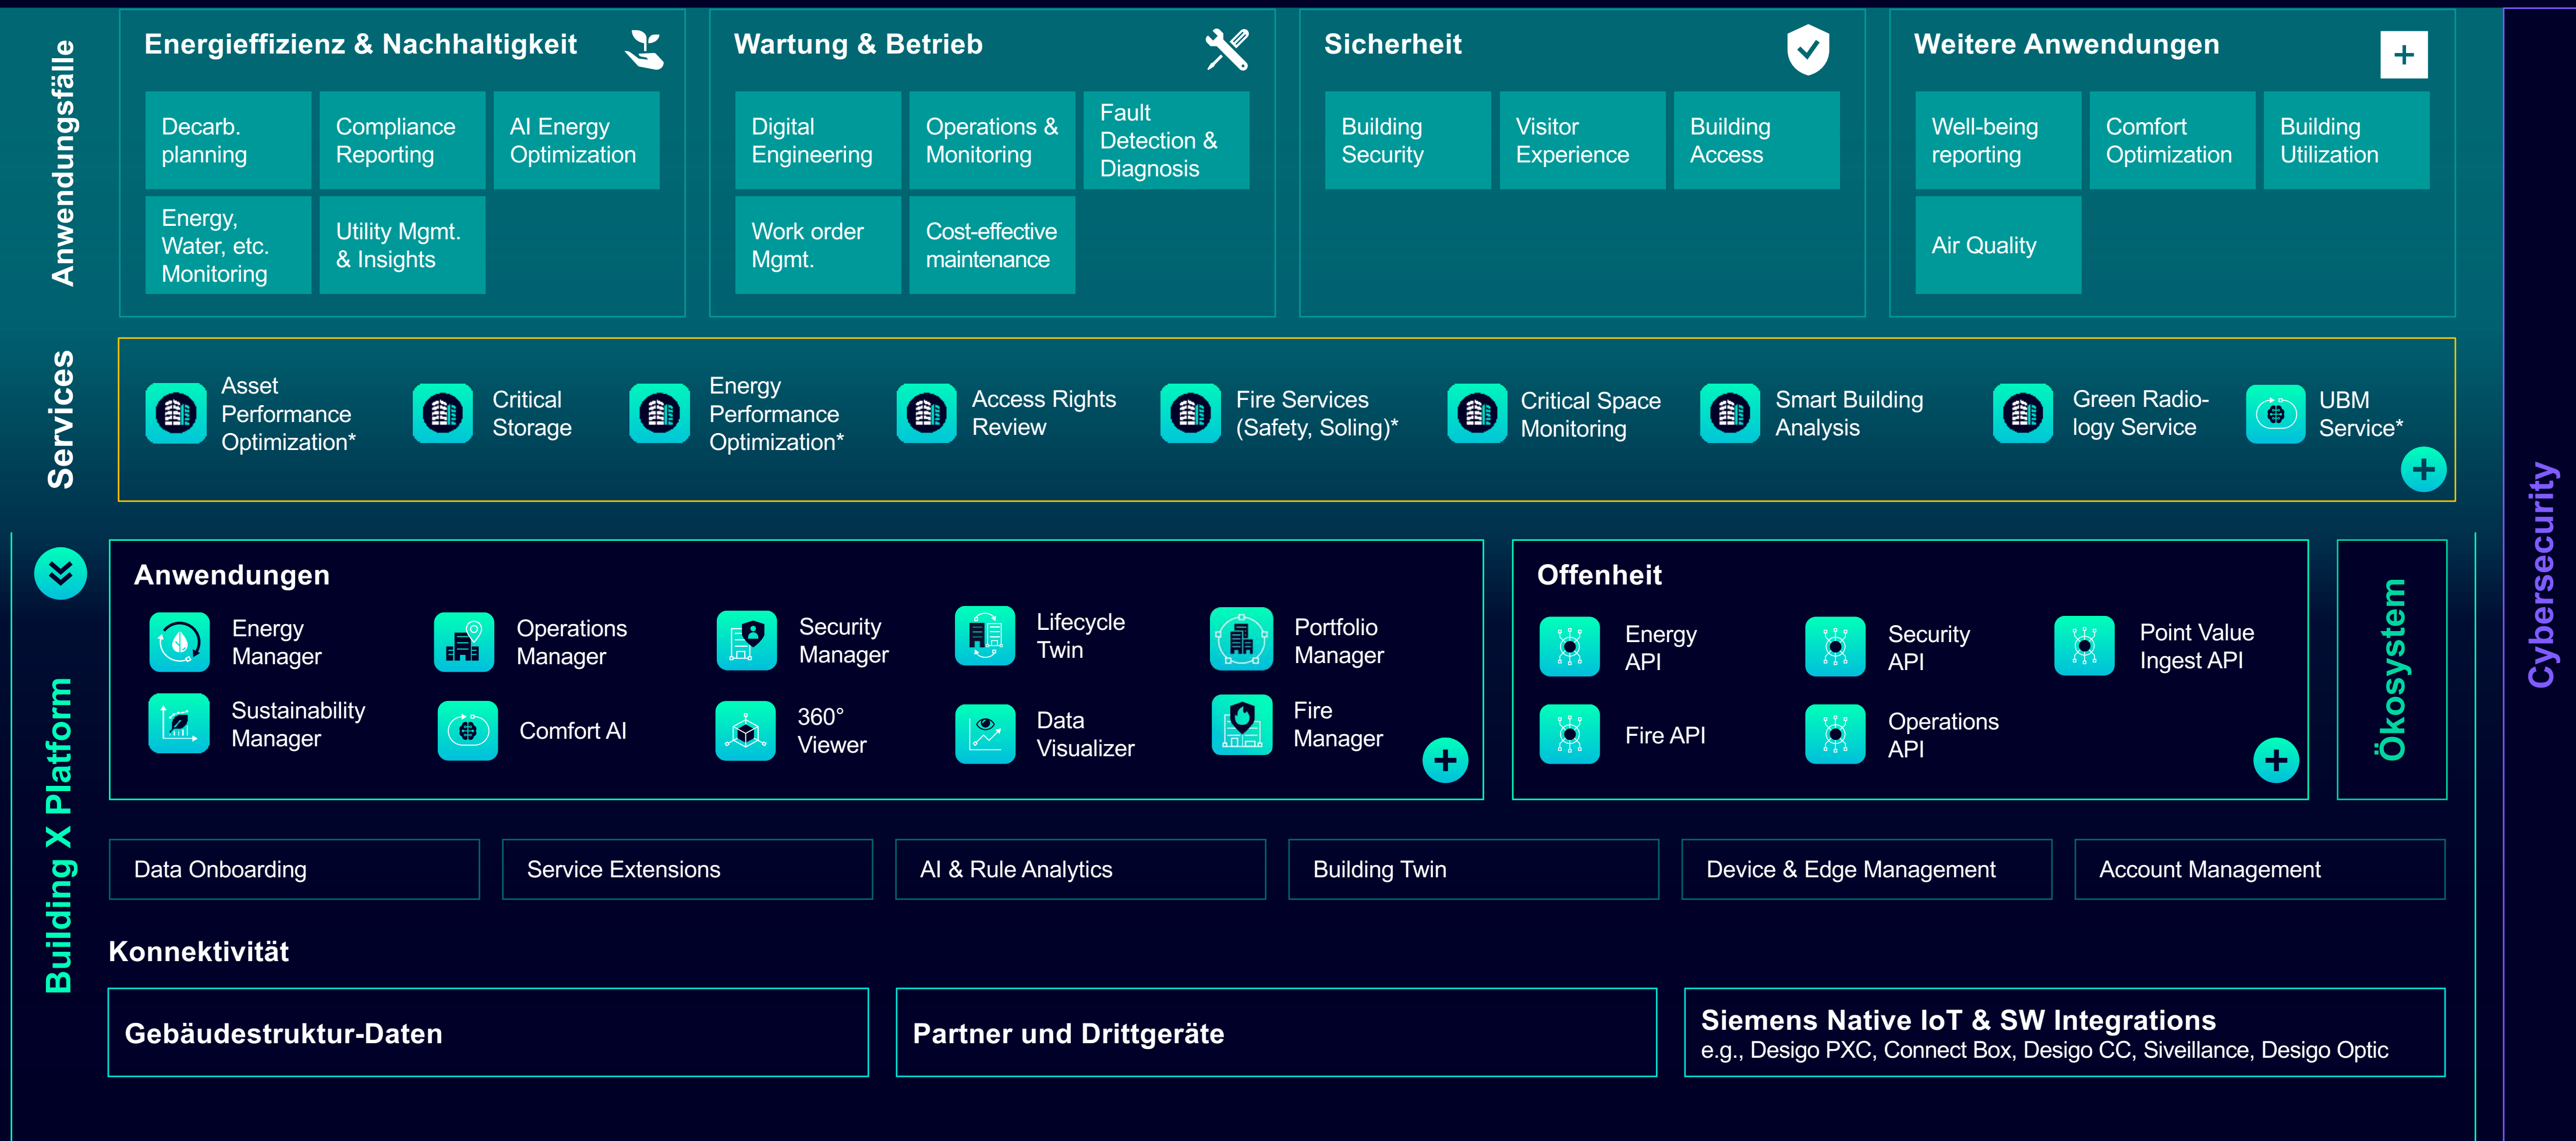 Anwendungsfälle
Energieffizienz & Nachhaltigkeit
Decarb.
planning
Compliance
Reporting
AI Energy
Optimization
Energy,
Water, etc.
Monitoring
Utility Mgmt.
& Insights
Wartung & Betrieb
Digital
Engineering
Operations &
Monitoring
Fault
Detection &
Diagnosis
Work order
Mgmt.
Cost-effective
maintenance
Sicherheit
Building
Security
Visitor
Experience
Building
Access
Weitere Anwendungen
Well-being
reporting
Comfort
Optimization
Building
Utilization
Air Quality
Services
Asset
Performance
Optimization*
Critical
Storage
Energy
Performance
Optimization*
Access Rights
Review
Fire Services
(Safety, Soling)*
Critical Space
Monitoring
Smart Building
Analysis
Green Radio-
logy Service
UBM
Service*
Building X Platform
Anwendungen
Energy
Manager
Operations
Manager
Security
Manager
Lifecycle
Twin
Portfolio
Manager
Sustainability
Manager
Comfort AI
360°
Viewer
Data
Visualizer
Fire
Manager
Offenheit
Energy
API
Security
API
Point Value
Ingest API
Fire API
Operations
API
Ökosystem
Data Onboarding
Service Extensions
AI & Rule Analytics
Building Twin
Device & Edge Management
Account Management
Konnektivität
Gebäudestruktur-Daten
Partner und Drittgeräte
Siemens Native IoT & SW Integrations
e.g., Desigo PXC, Connect Box, Desigo CC, Siveillance, Desigo Optic
Cybersecurity